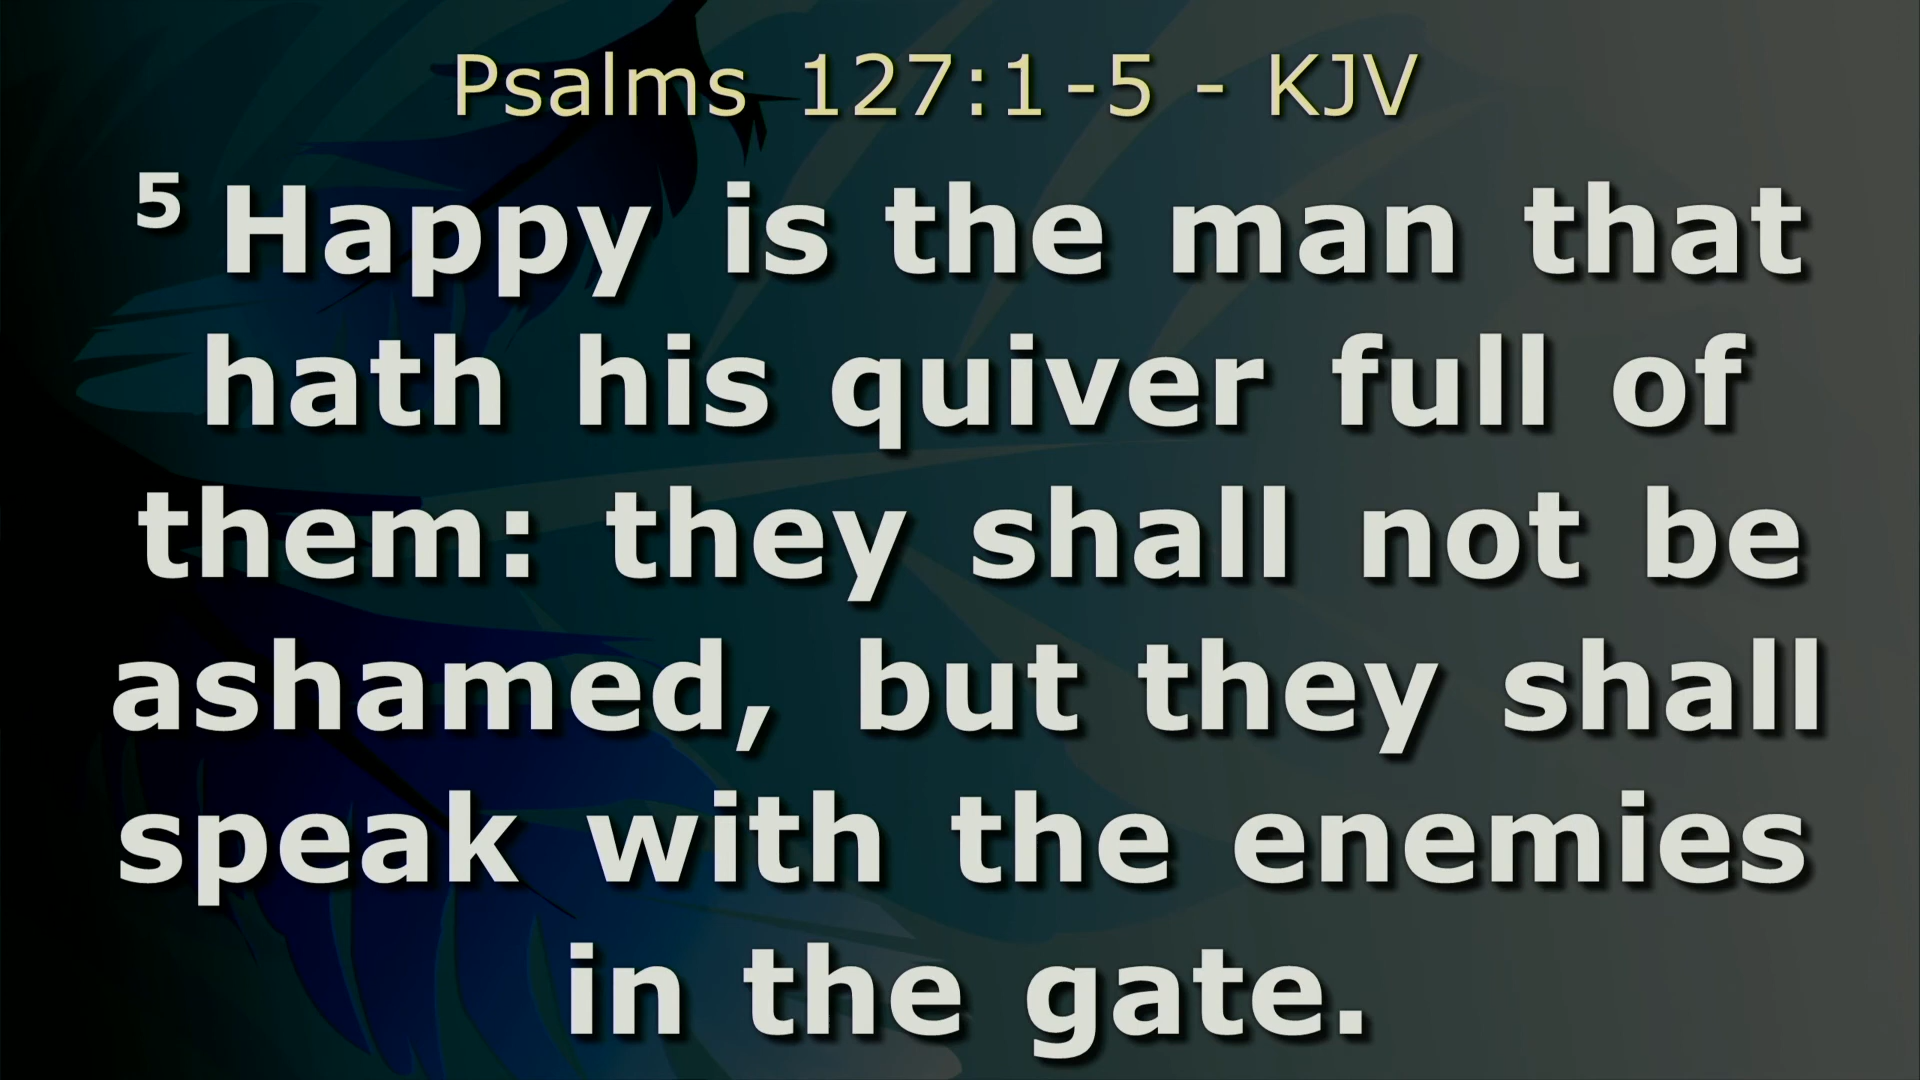 Psalms 127:1-5 - KJV
5 Happy is the man that
hath his quiver full of
them: they shall not be
ashamed, but they shall
speak with the enemies
in the gate.